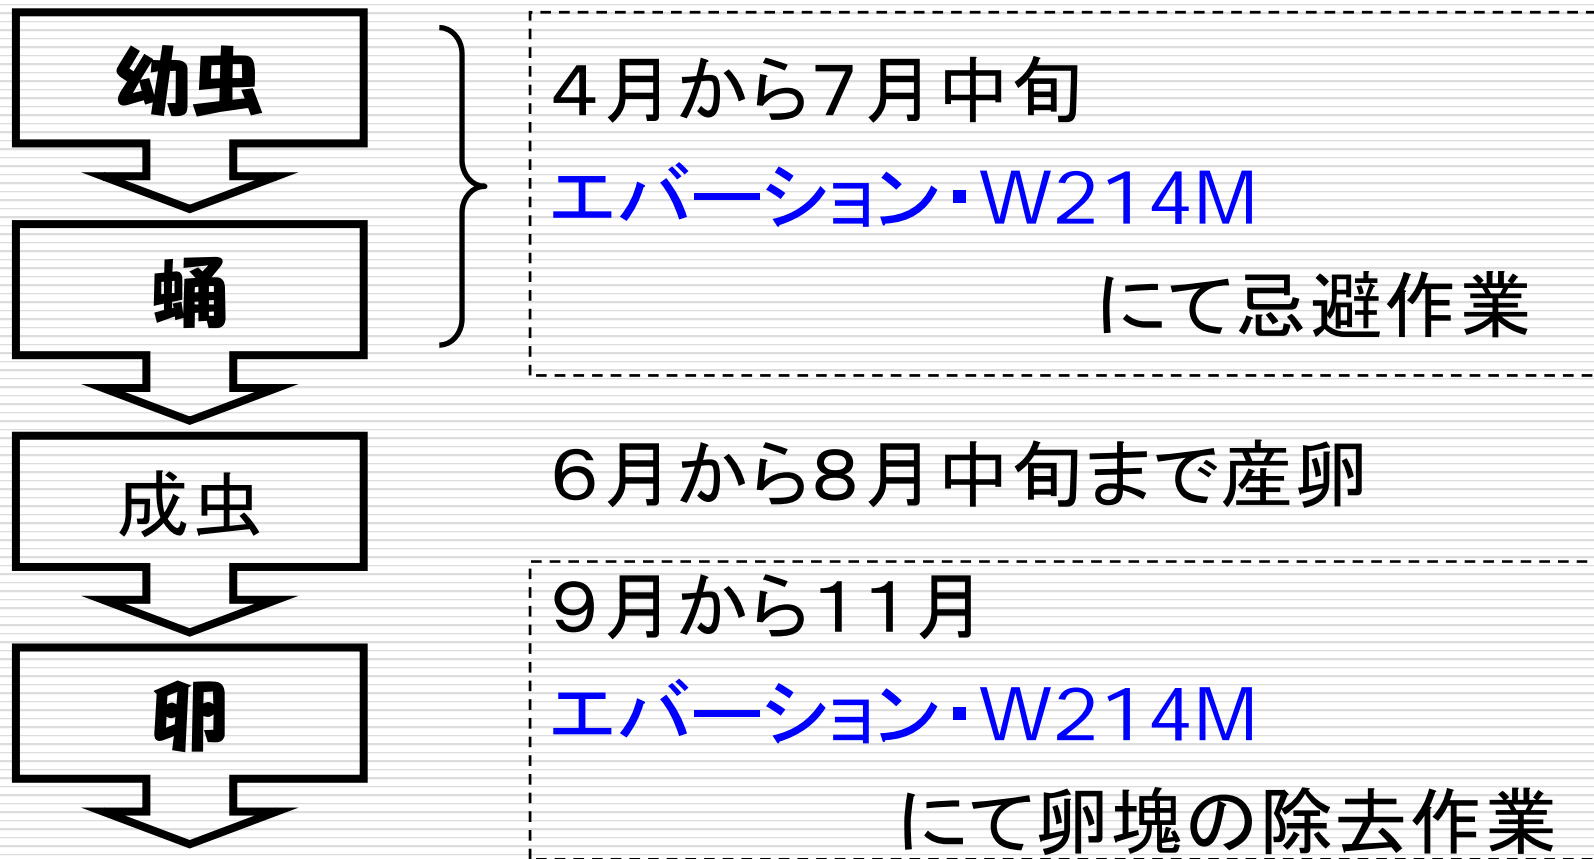 幼虫
4月から7月中旬
エバーション・W214M
にて忌避作業
蛹
成虫
6月から8月中旬まで産卵
9月から11月
エバーション・W214M
にて卵塊の除去作業
卵